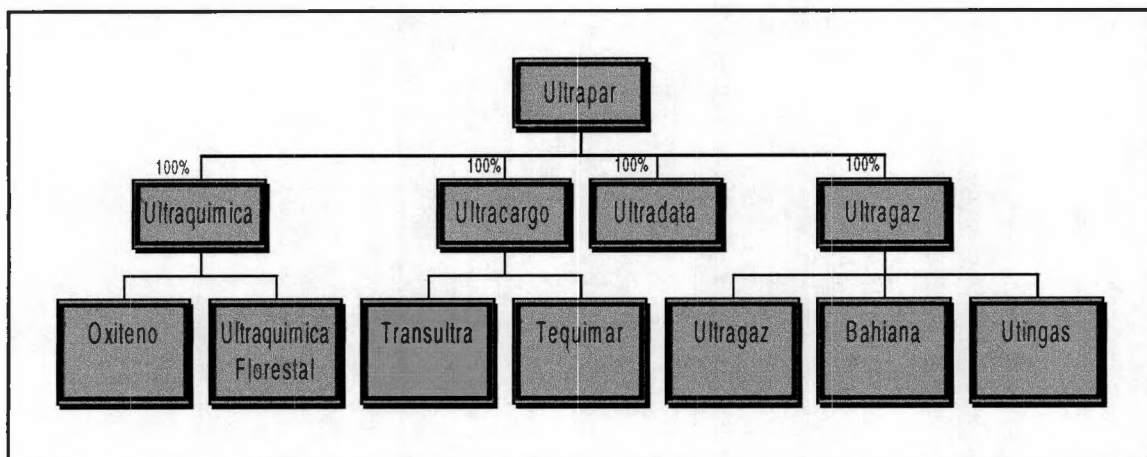 Ultrapar
100%
100%
100%
100%
Ultraquimica
Ultracargo
Ultradata
Ultragaz
Oxiteno
Ultraquimica
Florestal
Transultra
Tequimar
Ultragaz
Bahiana
Utingas